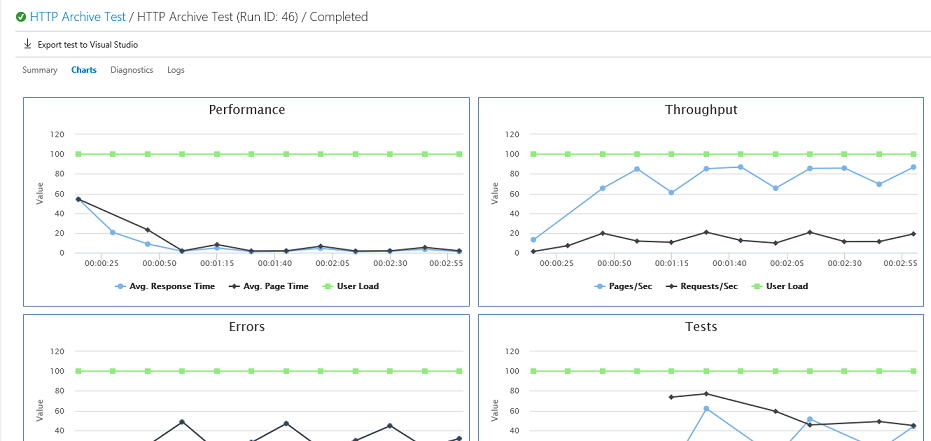 HTTP Archive Test / HTTP Archive Test (Run ID: 46) / Completed
Export test to Visual Studio
Summary Charts Diagnostics Logs
Performance
120
100
80
60
40
20
0
Value
00:00:25 00:00:50 00:01:15 00:01:40 00:02:05 00:02:30 00:02:55
Avg. Response Time Avg. Page Time User Load
Throughput
120
100
80
60
40
20
0
Value
00:00:25 00:00:50 00:01:15 00:01:40 00:02:05 00:02:30 00:02:55
Pages/Sec Requests/Sec User Load
Errors
120
100
80
60
40
Value
Tests
120
100
80
60
40
Value